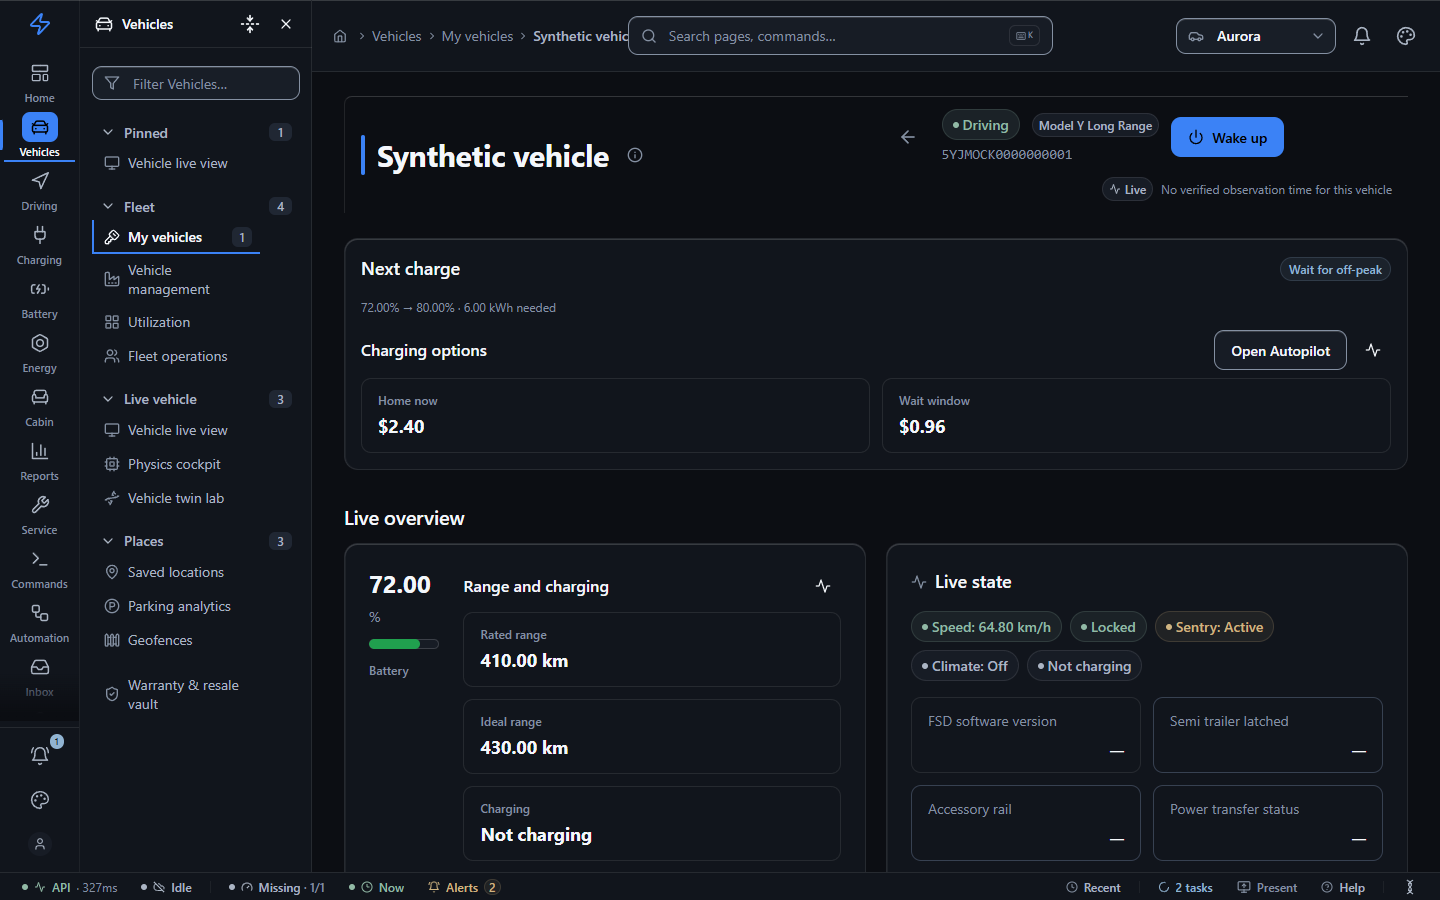 Vehicles
Filter Vehicles...
Home
Vehicles
Driving
Charging
Battery
Energy
Cabin
Reports
Service
Commands
Automation
Inbox
1
Pinned 1
Vehicle live view
Fleet 4
My vehicles 1
Vehicle
management
Utilization
Fleet operations
Live vehicle 3
Vehicle live view
Physics cockpit
Vehicle twin lab
Places 3
Saved locations
Parking analytics
Geofences
Warranty & resale
vault
Vehicles > My vehicles > Synthetic vehic
Search pages, commands... K
Aurora
Synthetic vehicle
Driving
Model Y Long Range
5YJMOCK0000000001
Wake up
Live
No verified observation time for this vehicle
Next charge
Wait for off-peak
72.00% → 80.00% · 6.00 kWh needed
Charging options
Open Autopilot
Home now
$2.40
Wait window
$0.96
Live overview
72.00
%
Battery
Range and charging
Rated range
410.00 km
Ideal range
430.00 km
Charging
Not charging
Live state
Speed: 64.80 km/h
Locked
Sentry: Active
Climate: Off
Not charging
FSD software version
—
Semi trailer latched
—
Accessory rail
—
Power transfer status
—
API · 327ms
Idle
Missing · 1/1
Now
Alerts 2
Recent
2 tasks
Present
Help